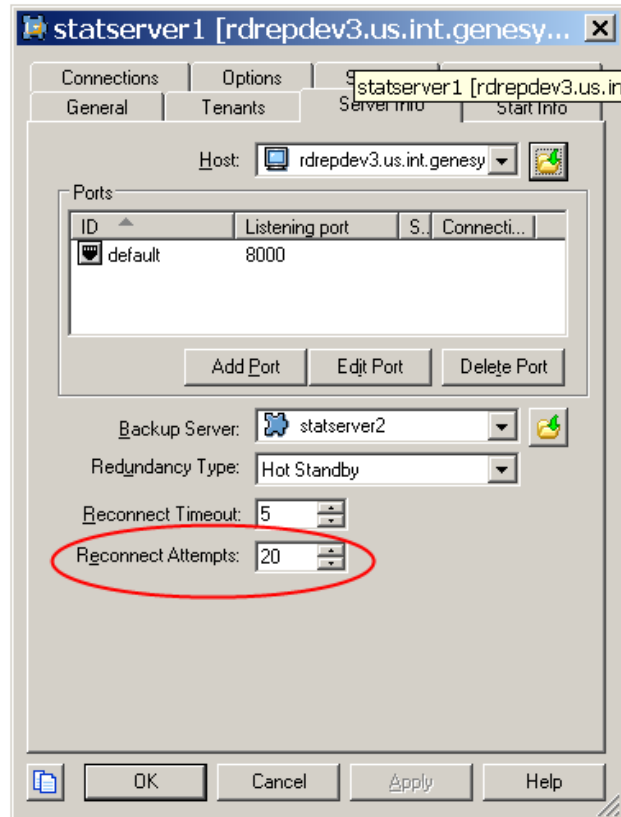 statserver1 [rdrepdev3.us.int.genesy...
Connections Options
statserver1 [rdrepdev3.us.in
General Tenants Server Info Start Info
Host: rdrepdev3.us.int.genesy
Ports
ID Listening port S.. Connecti...
default 8000
Add Port Edit Port Delete Port
Backup Server: statserver2
Redundancy Type: Hot Standby
Reconnect Timeout: 5
Reconnect Attempts: 20
OK Cancel Apply Help